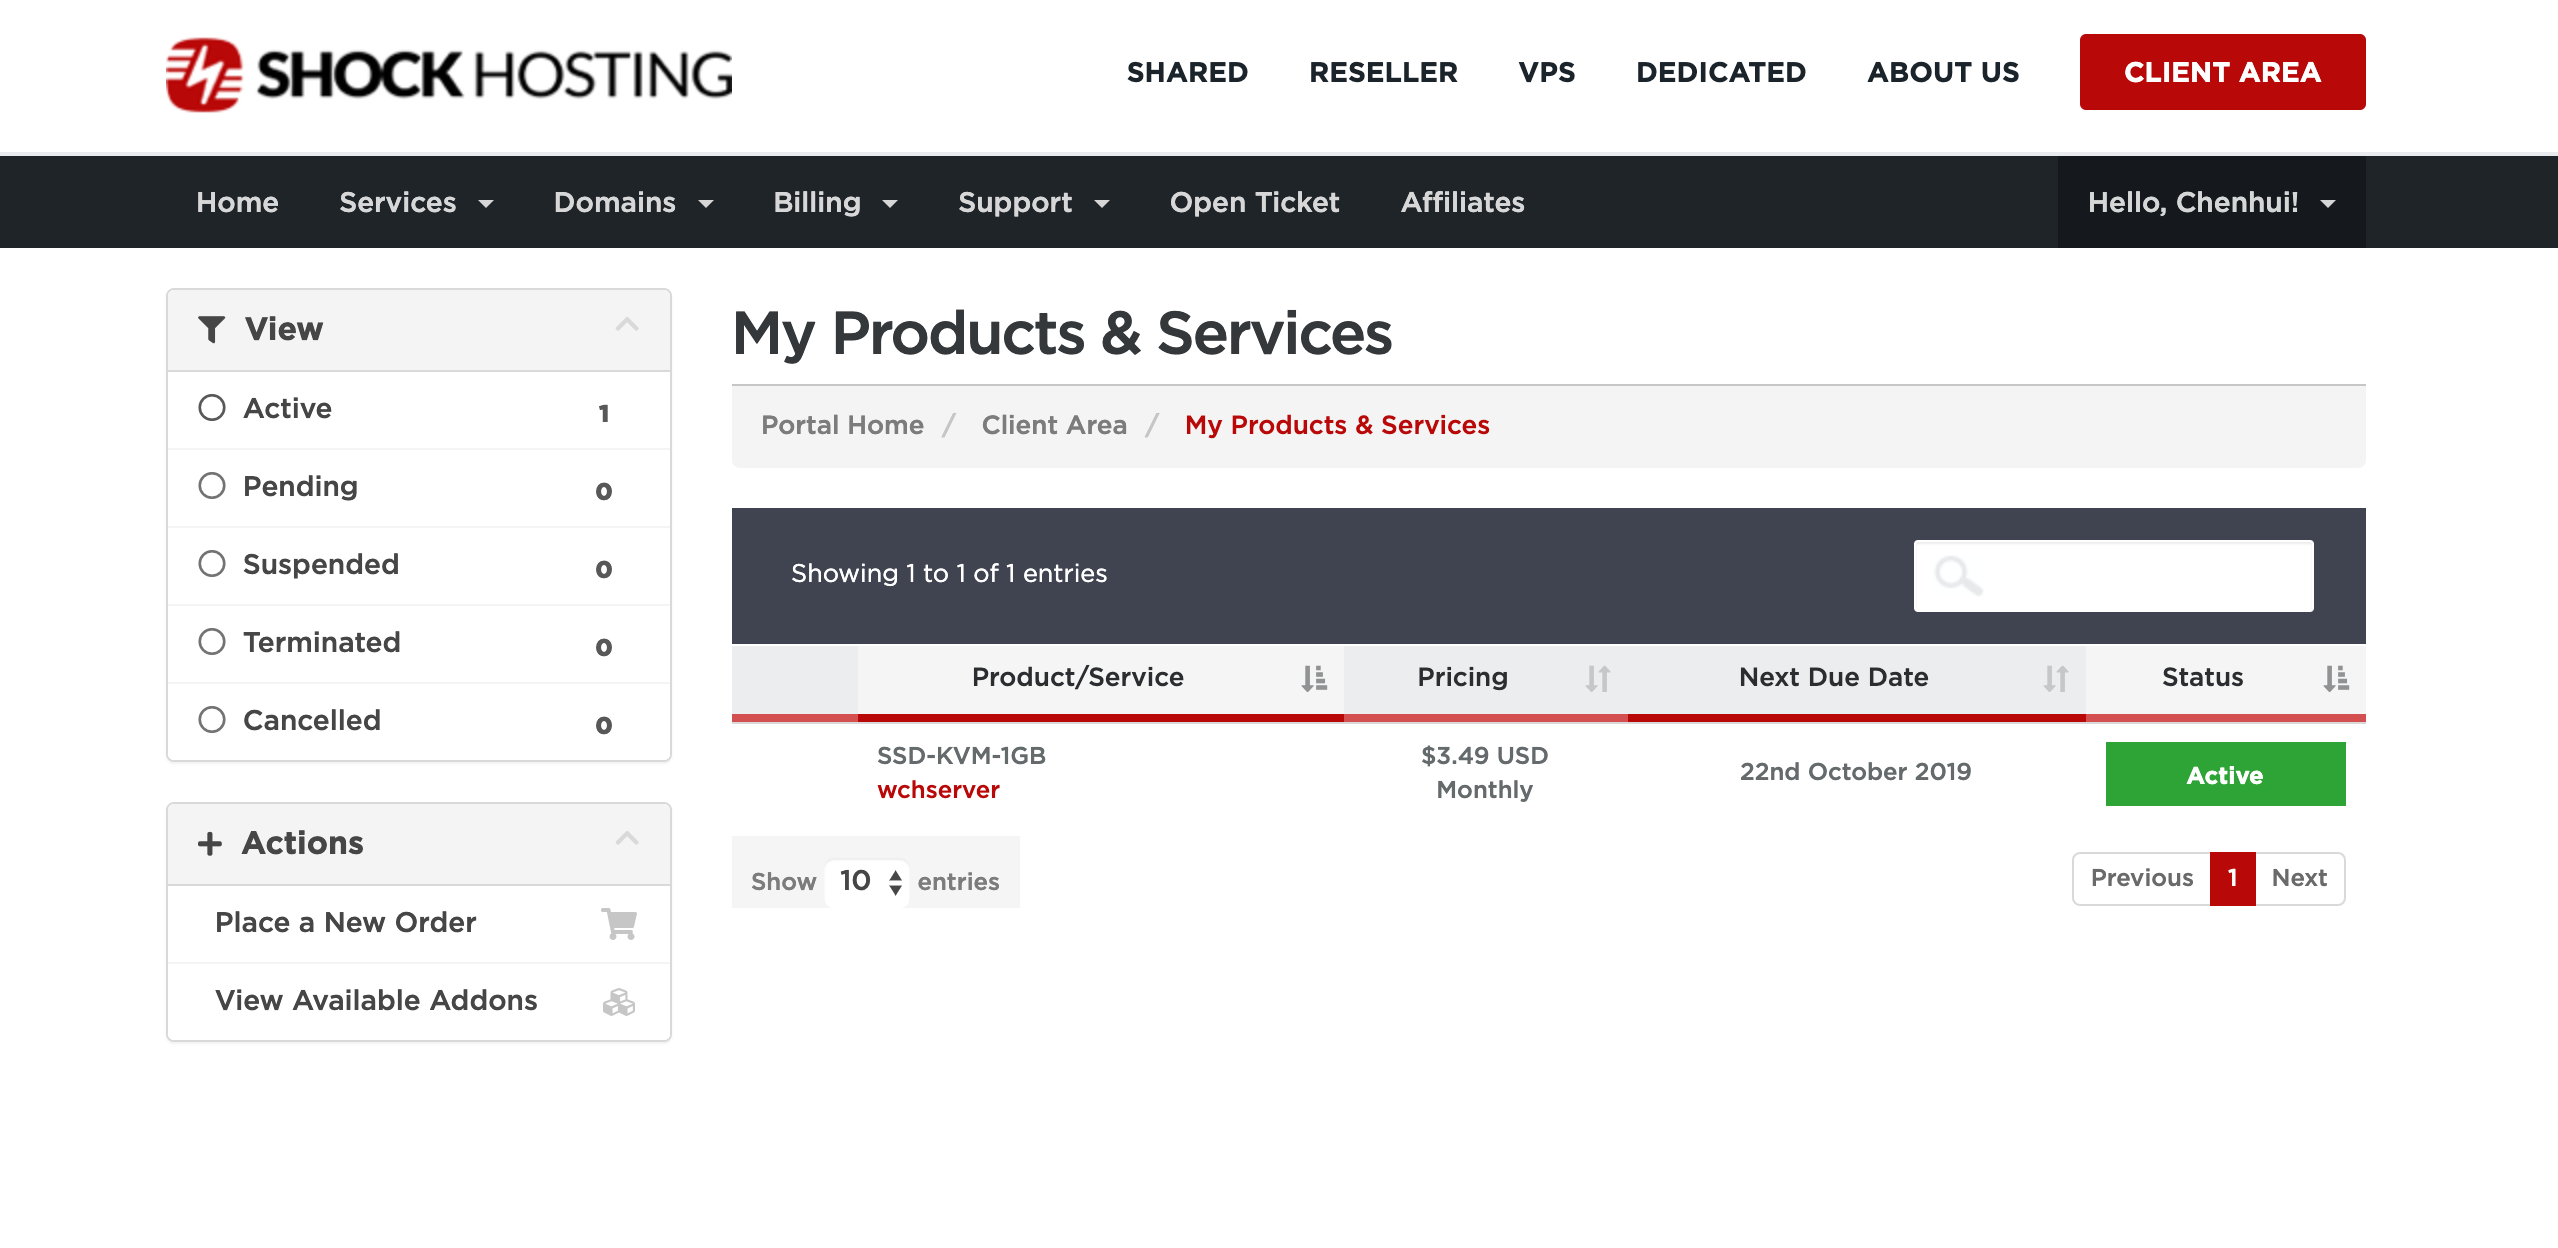 SHOCK HOSTING
SHARED RESELLER VPS DEDICATED ABOUT US CLIENT AREA
Home Services Domains Billing Support Open Ticket Affiliates Hello, Chenhui!
View
Active 1
Pending 0
Suspended 0
Terminated 0
Cancelled 0
Actions
Place a New Order
View Available Addons
My Products & Services
Portal Home / Client Area / My Products & Services
Showing 1 to 1 of 1 entries
Product/Service Pricing Next Due Date Status
SSD-KVM-1GB $3.49 USD 22nd October 2019 Active
wchserver Monthly
Show 10 entries
Previous 1 Next